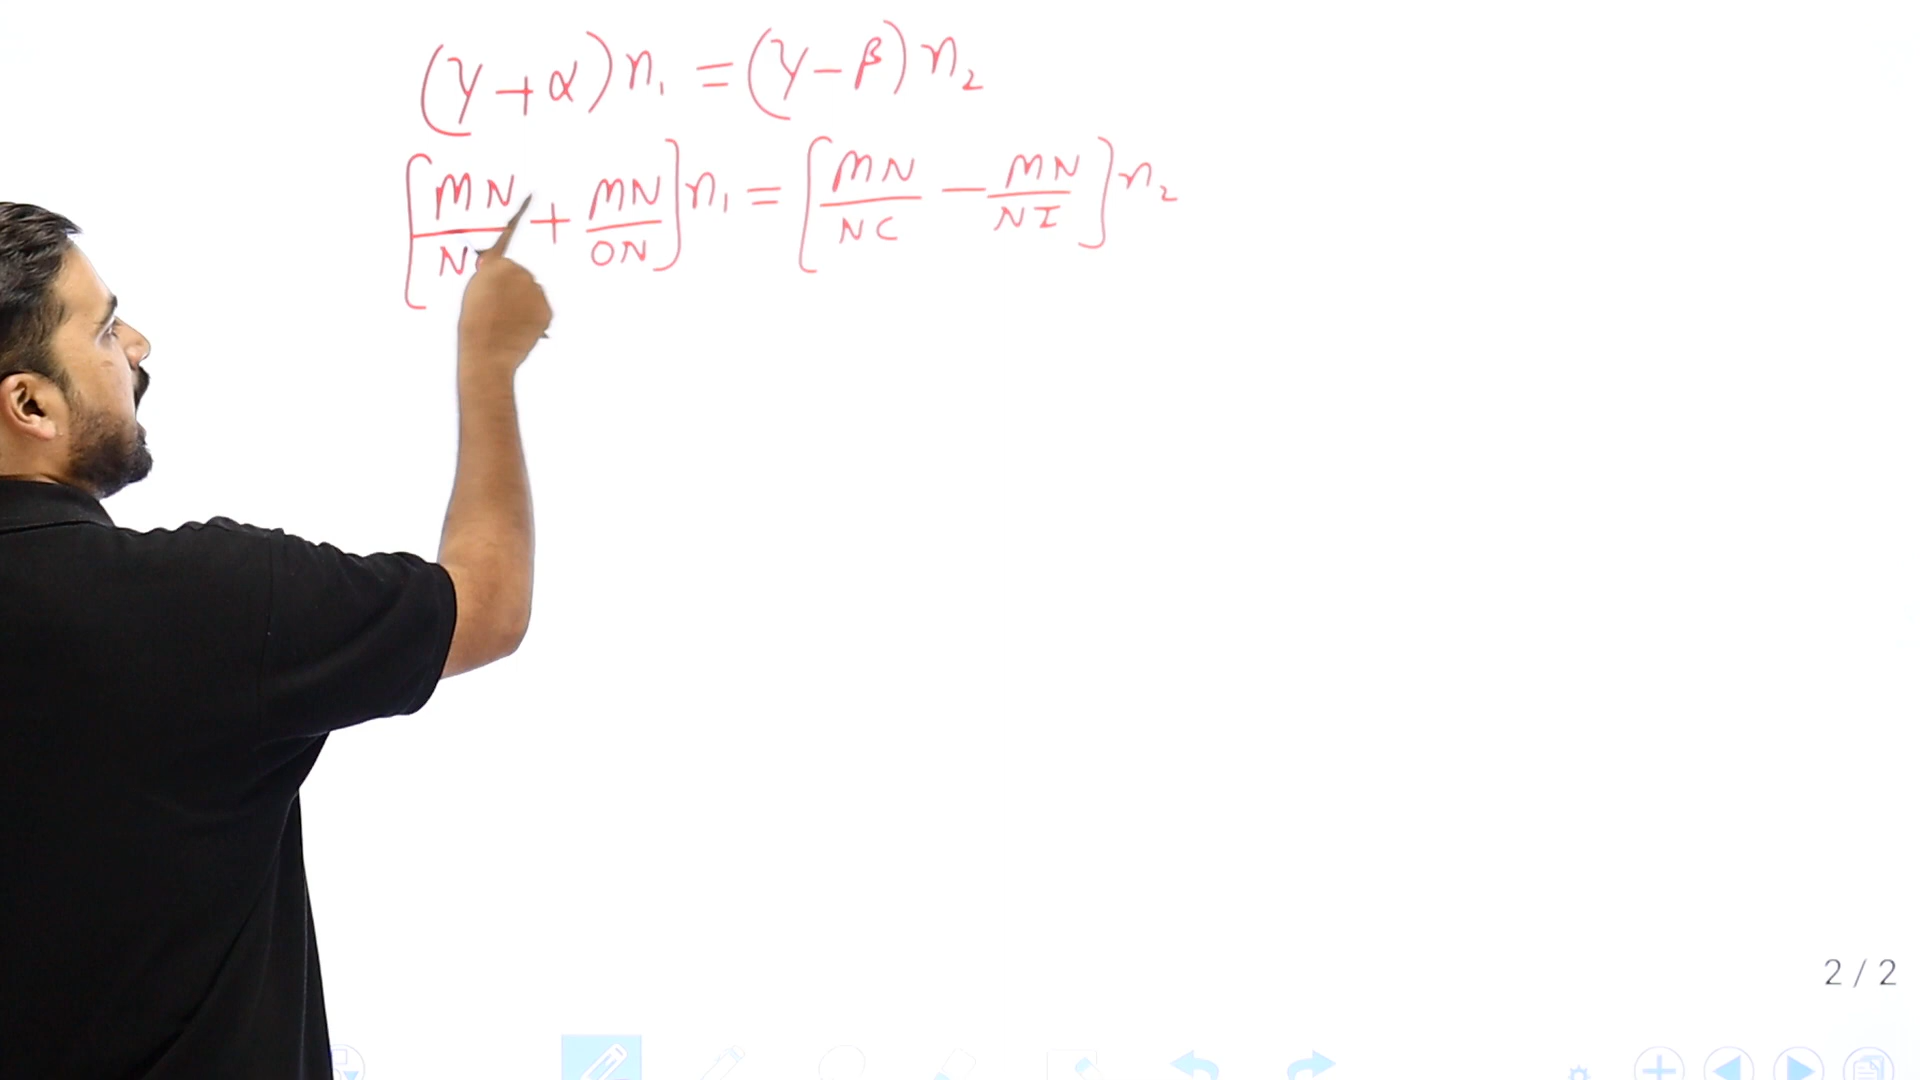 (γ + α) n₁ = (γ − β) n₂
[MN/N + MN/ON] n₁ = [MN/NC − MN/NI] n₂
2 / 2